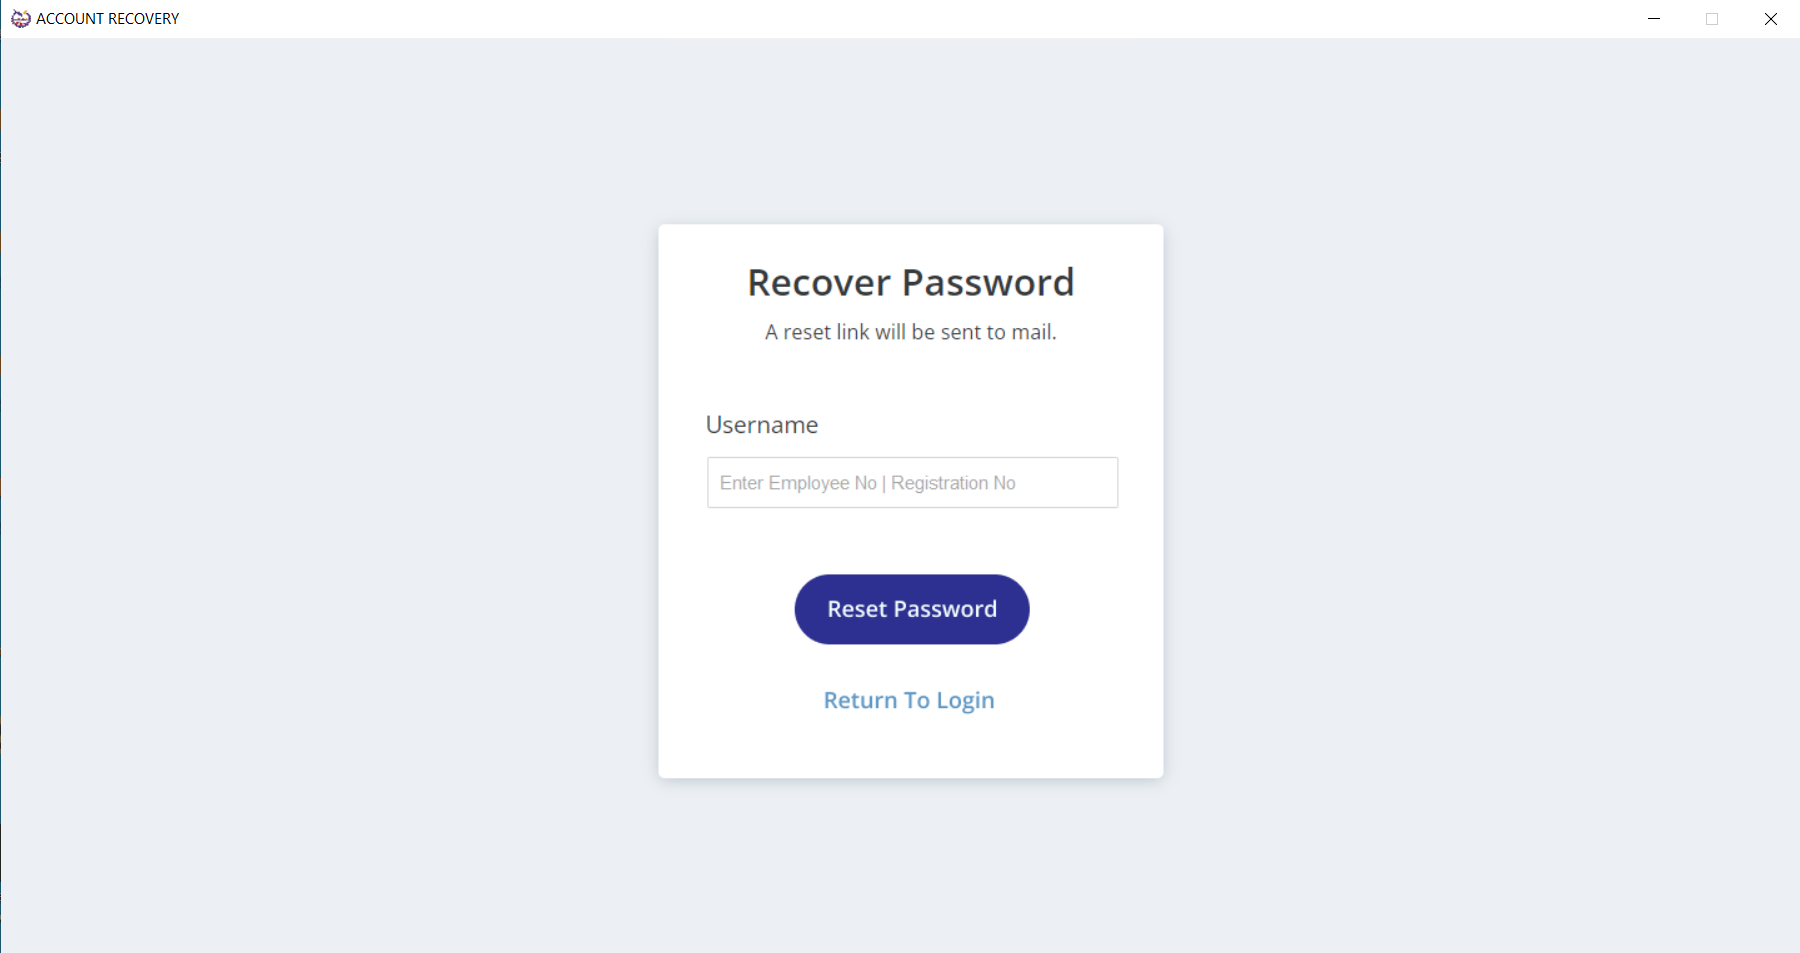 ACCOUNT RECOVERY
Recover Password
A reset link will be sent to mail.
Username
Enter Employee No | Registration No
Reset Password
Return To Login